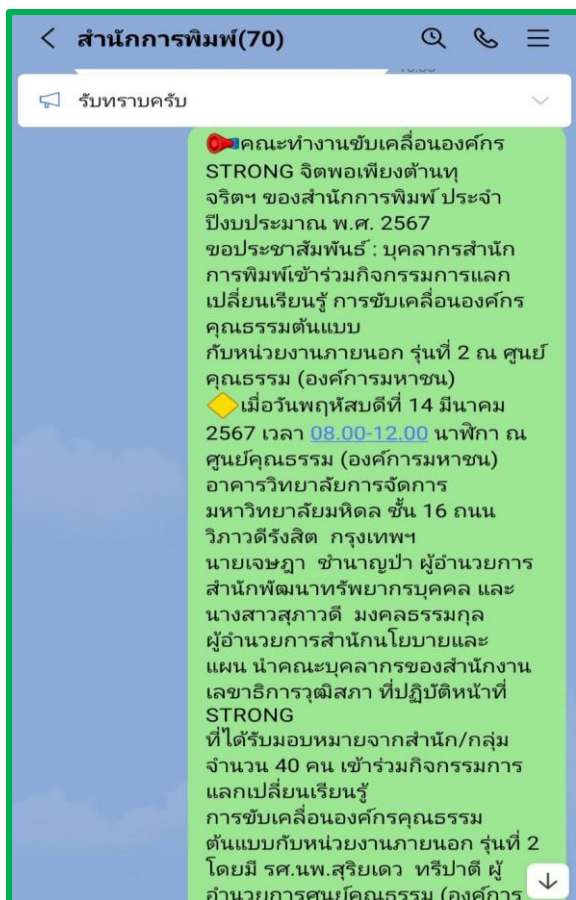 สำนักการพิมพ์(70)
รับทราบครับ
คณะทำงานขับเคลื่อนองค์กร
STRONG จิตพอเพียงต้านทุ
จริตฯ ของสำนักการพิมพ์ ประจำ
ปีงบประมาณ พ.ศ. 2567
ขอประชาสัมพันธ์ : บุคลากรสำนัก
การพิมพ์เข้าร่วมกิจกรรมการแลก
เปลี่ยนเรียนรู้ การขับเคลื่อนองค์กร
คุณธรรมต้นแบบ
กับหน่วยงานภายนอก รุ่นที่ 2 ณ ศูนย์
คุณธรรม (องค์การมหาชน)
เมื่อวันพฤหัสบดีที่ 14 มีนาคม
2567 เวลา 08.00-12.00 นาฬิกา ณ
ศูนย์คุณธรรม (องค์การมหาชน)
อาคารวิทยาลัยการจัดการ
มหาวิทยาลัยมหิดล ชั้น 16 ถนน
วิภาวดีรังสิต กรุงเทพฯ
นายเจษฎา ชำนาญป่า ผู้อำนวยการ
สำนักพัฒนาทรัพยากรบุคคล และ
นางสาวสุภาวดี มงคลธรรมกุล
ผู้อำนวยการสำนักนโยบายและ
แผน นำคณะบุคลากรของสำนักงาน
เลขาธิการวุฒิสภา ที่ปฏิบัติหน้าที่
STRONG
ที่ได้รับมอบหมายจากสำนัก/กลุ่ม
จำนวน 40 คน เข้าร่วมกิจกรรมการ
แลกเปลี่ยนเรียนรู้
การขับเคลื่อนองค์กรคุณธรรม
ต้นแบบกับหน่วยงานภายนอก รุ่นที่ 2
โดยมี รศ.นพ.สุริยเดว ทรีปาตี ผู้
อำนวยการศูนย์คุณธรรม (องค์การ